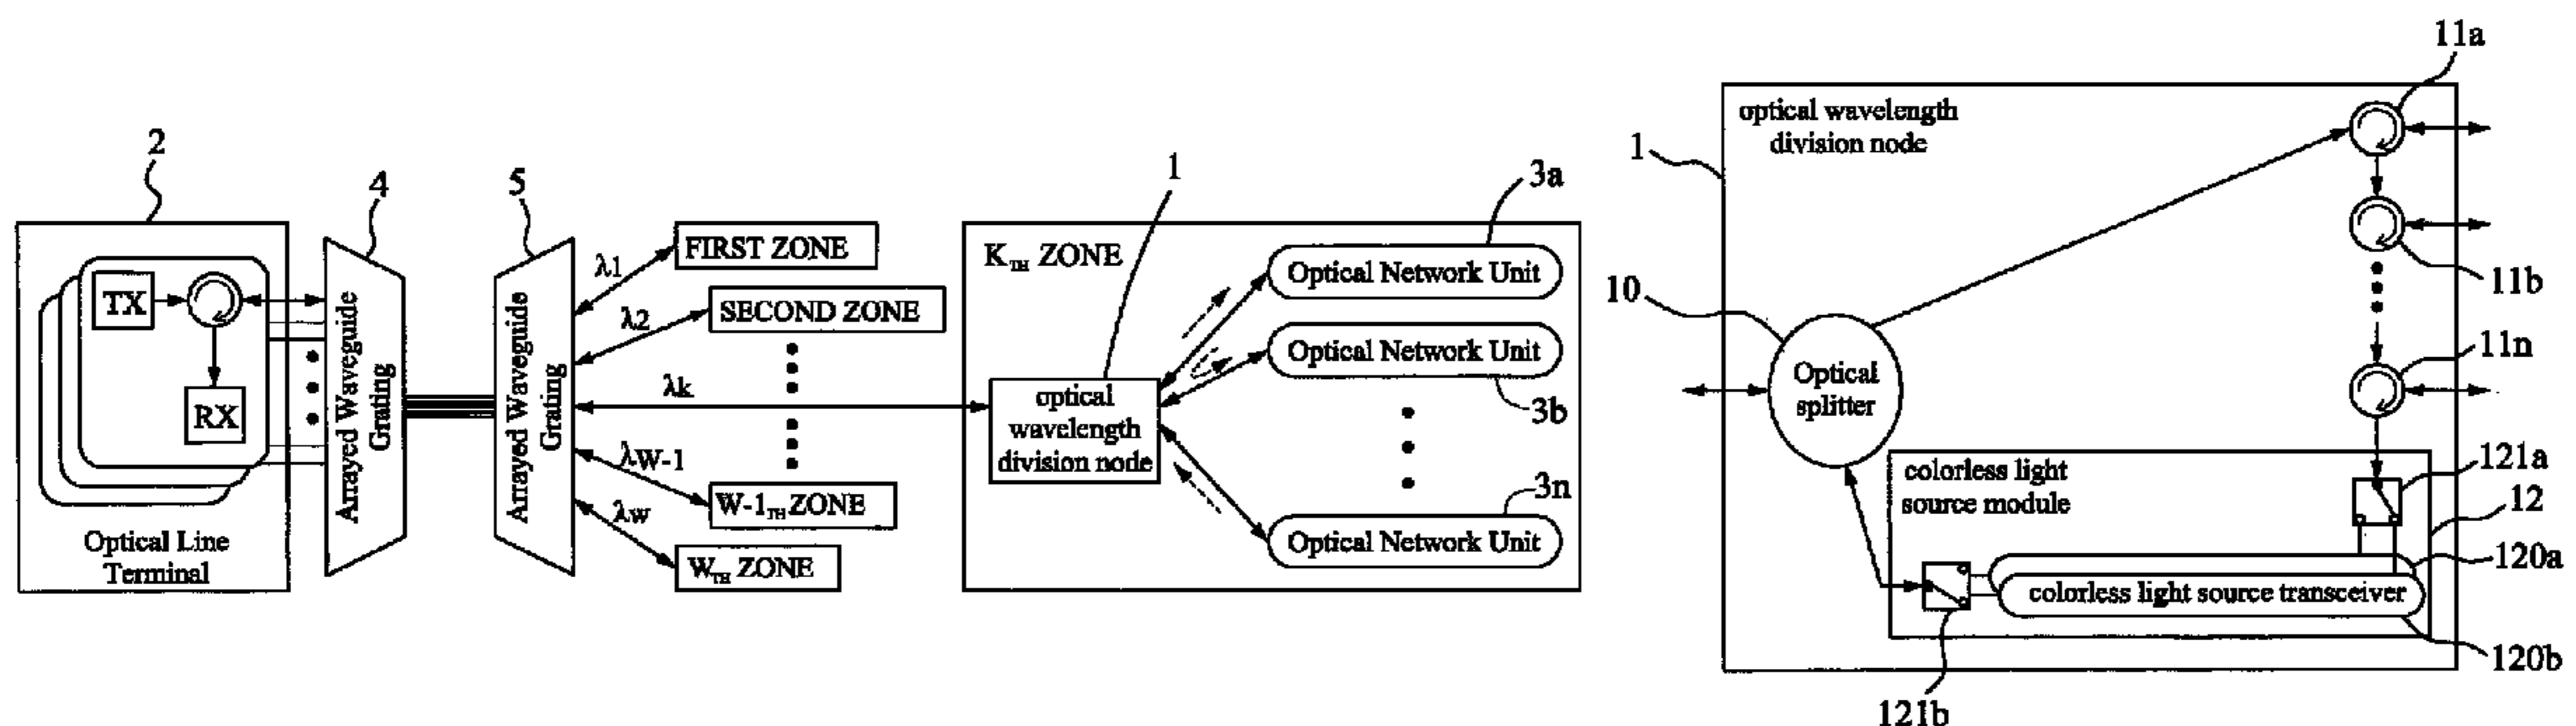 2
TX
RX
Optical Line
Terminal
4
Arrayed Waveguide
Grating
5
Arrayed Waveguide
Grating
λ1
FIRST ZONE
λ2
SECOND ZONE
λk
λW-1
W-1TH ZONE
λw
WTH ZONE
KTH ZONE
1
optical
wavelength
division node
3a
Optical Network Unit
Optical Network Unit
3b
3n
Optical Network Unit
1
optical wavelength
division node
10
Optical
splitter
11a
11b
11n
colorless light
source module
121a
12
120a
colorless light source transceiver
120b
121b